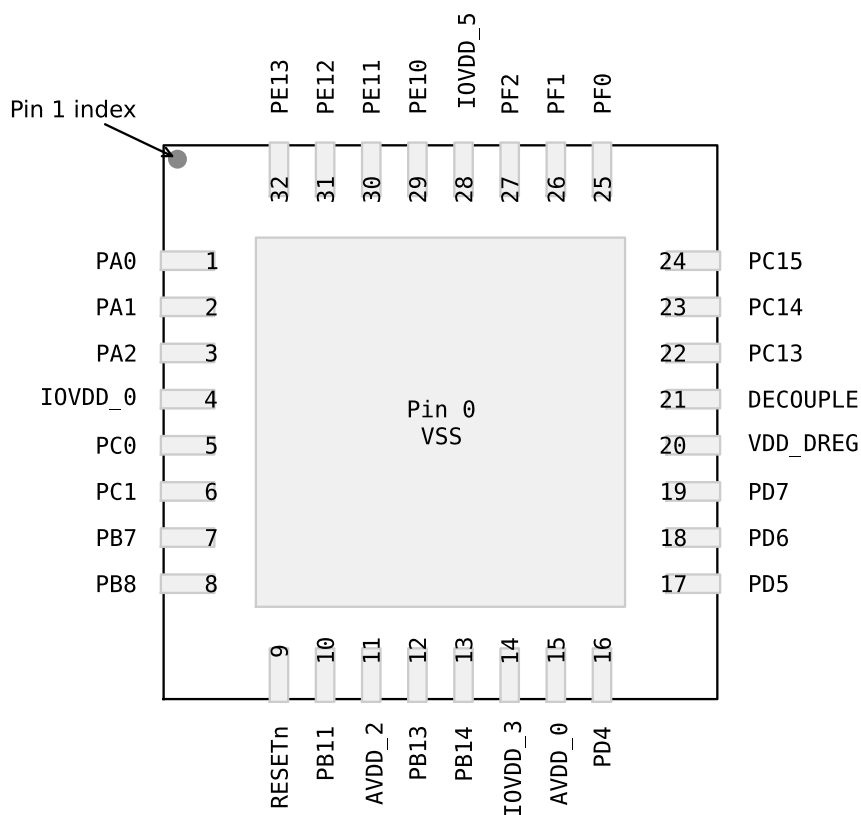 PE13
PE12
PE11
PE10
IOVDD_5
PF2
PF1
PF0
Pin 1 index
32
31
30
29
28
27
26
25
PA0 1
PA1 2
PA2 3
IOVDD_0 4
PC0 5
PC1 6
PB7 7
PB8 8
Pin 0
VSS
24 PC15
23 PC14
22 PC13
21 DECOUPLE
20 VDD_DREG
19 PD7
18 PD6
17 PD5
9
10
11
12
13
14
15
16
RESETn
PB11
AVDD_2
PB13
PB14
IOVDD_3
AVDD_0
PD4